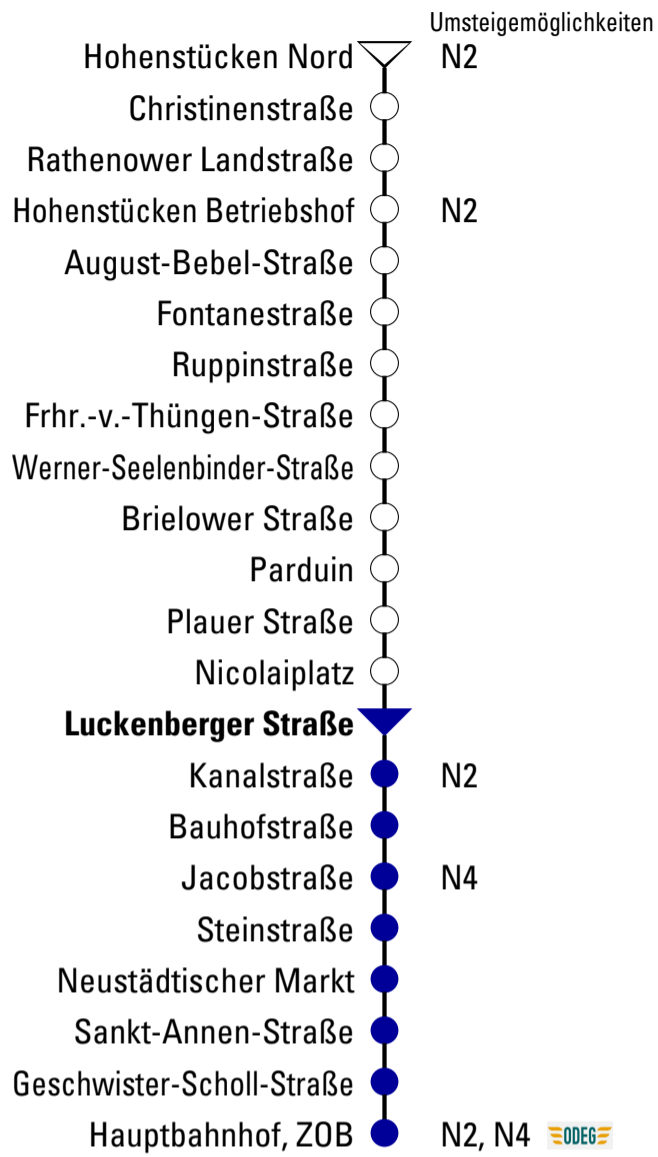 Umsteigemöglichkeiten
Hohenstücken Nord N2
Christinenstraße
Rathenower Landstraße
Hohenstücken Betriebshof N2
August-Bebel-Straße
Fontanestraße
Ruppinstraße
Frhr.-v.-Thüngen-Straße
Werner-Seelenbinder-Straße
Brielower Straße
Parduin
Plauer Straße
Nicolaiplatz
Luckenberger Straße
Kanalstraße N2
Bauhofstraße
Jacobstraße N4
Steinstraße
Neustädtischer Markt
Sankt-Annen-Straße
Geschwister-Scholl-Straße
Hauptbahnhof, ZOB N2, N4 ODEG